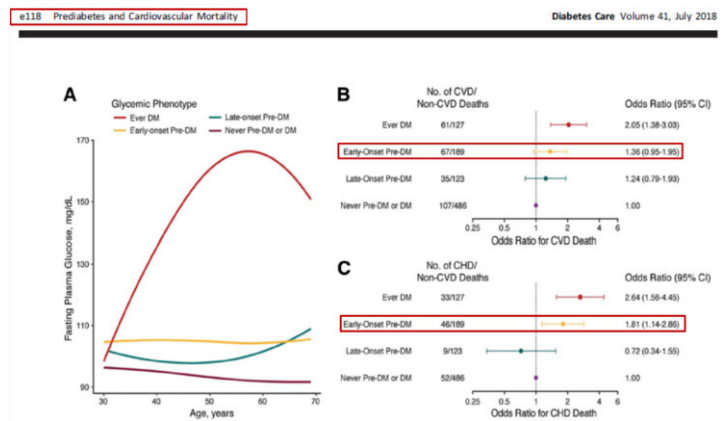 e118 Prediabetes and Cardiovascular Mortality
Diabetes Care Volume 41, July 2018
A
Glycemic Phenotype
Ever DM
Late-onset Pre-DM
Early-onset Pre-DM
Never Pre-DM or DM
Fasting Plasma Glucose, mg/dL
170
150
130
110
90
30 40 50 60 70
Age, years
B
No. of CVD/
Non-CVD Deaths
Odds Ratio (95% CI)
Ever DM 61/127 2.05 (1.38-3.03)
Early-Onset Pre-DM 67/189 1.36 (0.95-1.95)
Late-Onset Pre-DM 35/123 1.24 (0.79-1.93)
Never Pre-DM or DM 107/486 1.00
0.25 0.5 1 2 4 6
Odds Ratio for CVD Death
C
No. of CHD/
Non-CVD Deaths
Odds Ratio (95% CI)
Ever DM 33/127 2.64 (1.56-4.45)
Early-Onset Pre-DM 46/189 1.81 (1.14-2.86)
Late-Onset Pre-DM 9/123 0.72 (0.34-1.55)
Never Pre-DM or DM 52/486 1.00
0.25 0.5 1 2 4 6
Odds Ratio for CHD Death